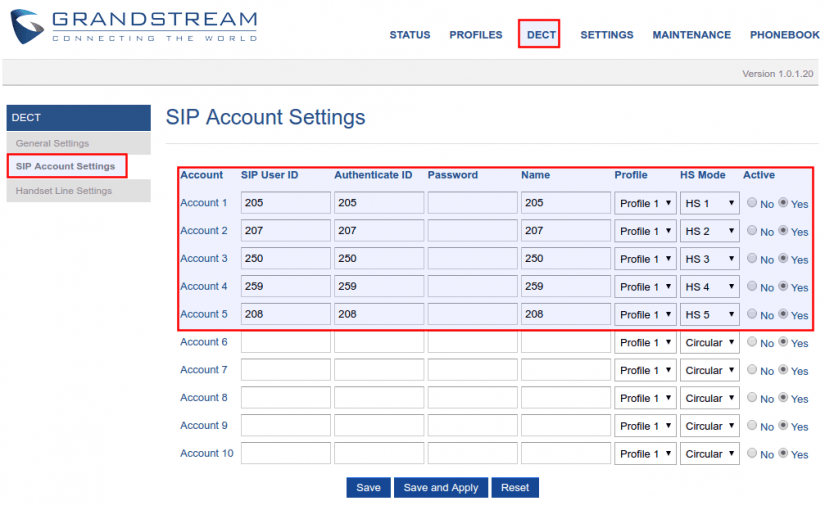 GRANDSTREAM
CONNECTING THE WORLD
STATUS PROFILES DECT SETTINGS MAINTENANCE PHONEBOOK
Version 1.0.1.20
DECT
General Settings
SIP Account Settings
Handset Line Settings
SIP Account Settings
Account SIP User ID Authenticate ID Password Name Profile HS Mode Active
Account 1 205 205 205 Profile 1 HS 1 No Yes
Account 2 207 207 207 Profile 1 HS 2 No Yes
Account 3 250 250 250 Profile 1 HS 3 No Yes
Account 4 259 259 259 Profile 1 HS 4 No Yes
Account 5 208 208 208 Profile 1 HS 5 No Yes
Account 6 Profile 1 Circular No Yes
Account 7 Profile 1 Circular No Yes
Account 8 Profile 1 Circular No Yes
Account 9 Profile 1 Circular No Yes
Account 10 Profile 1 Circular No Yes
Save Save and Apply Reset